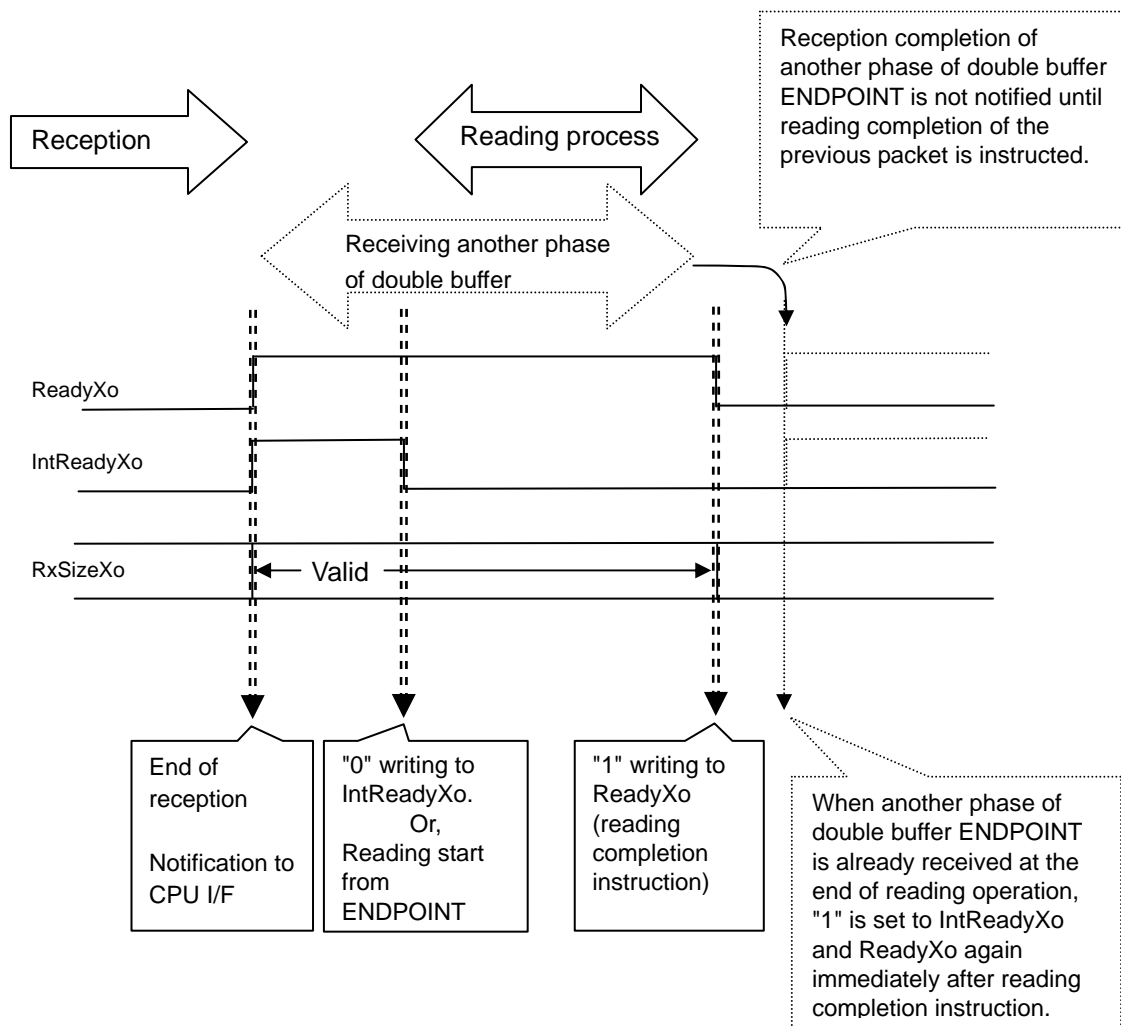 Reception completion of
another phase of double buffer
ENDPOINT is not notified until
reading completion of the
previous packet is instructed.
Reception
Reading process
Receiving another phase
of double buffer
ReadyXo
IntReadyXo
RxSizeXo
Valid
End of
reception
Notification to
CPU I/F
"0" writing to
IntReadyXo.
Or,
Reading start
from
ENDPOINT
"1" writing to
ReadyXo
(reading
completion
instruction)
When another phase of
double buffer ENDPOINT
is already received at the
end of reading operation,
"1" is set to IntReadyXo
and ReadyXo again
immediately after reading
completion instruction.